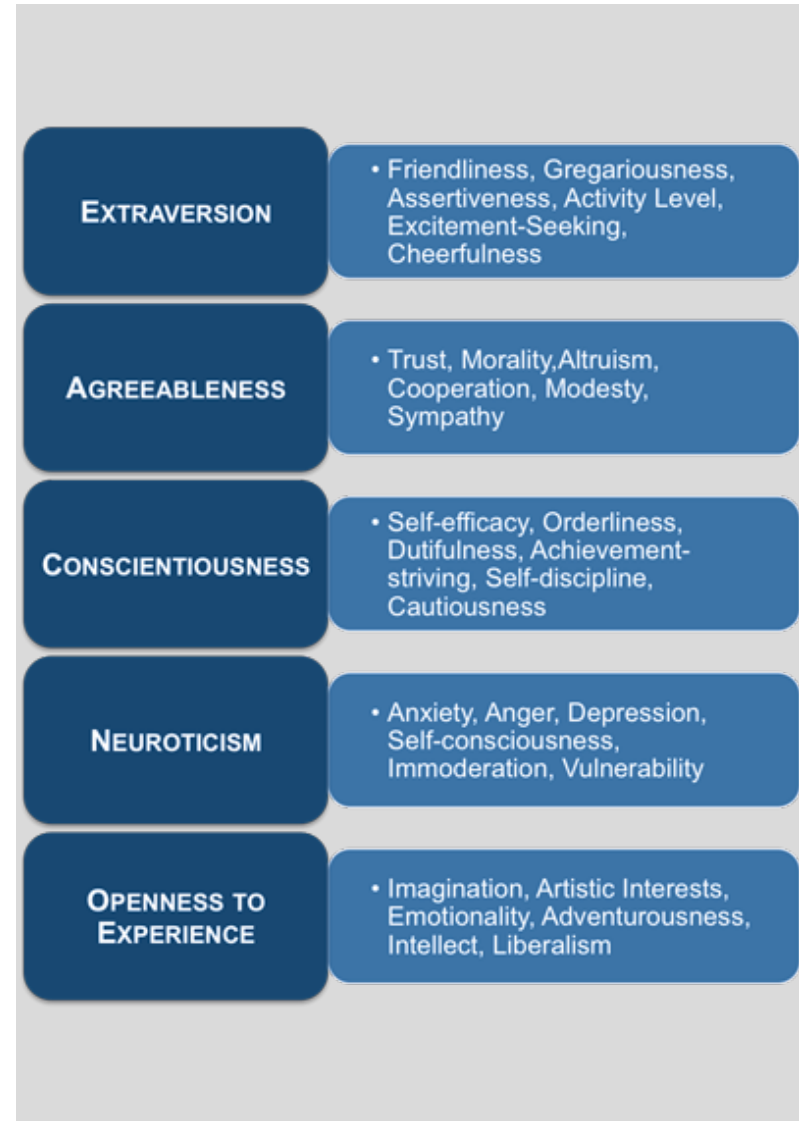 EXTRAVERSION
• Friendliness, Gregariousness,
Assertiveness, Activity Level,
Excitement-Seeking,
Cheerfulness
AGREEABLENESS
• Trust, Morality,Altruism,
Cooperation, Modesty,
Sympathy
CONSCIENTIOUSNESS
• Self-efficacy, Orderliness,
Dutifulness, Achievement-
striving, Self-discipline,
Cautiousness
NEUROTICISM
• Anxiety, Anger, Depression,
Self-consciousness,
Immoderation, Vulnerability
OPENNESS TO
EXPERIENCE
• Imagination, Artistic Interests,
Emotionality, Adventurousness,
Intellect, Liberalism